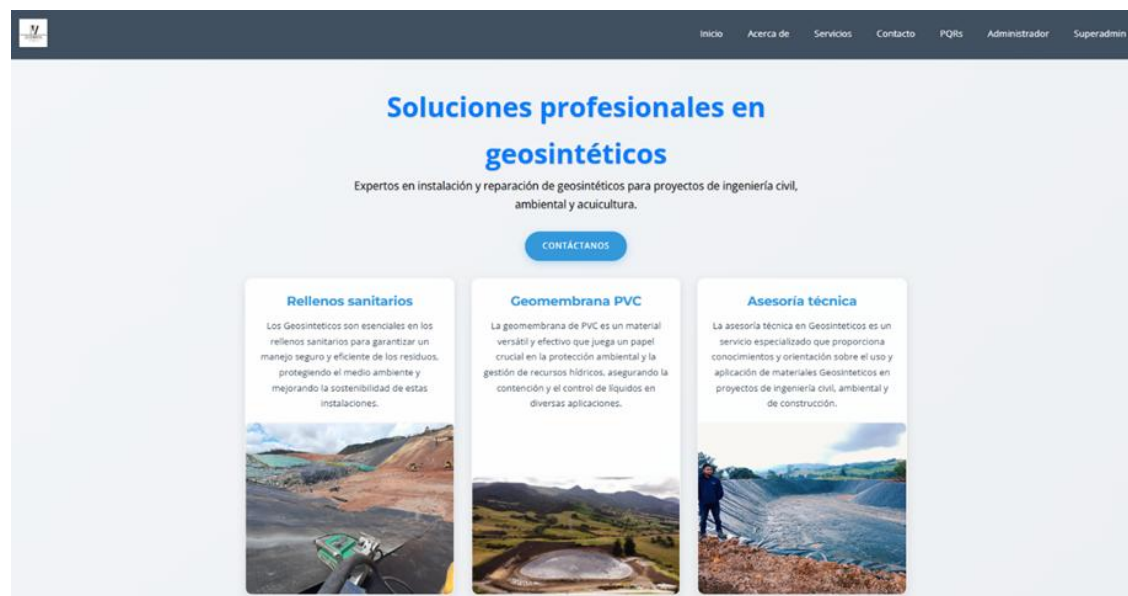 Inicio Acerca de Servicios Contacto PQRs Administrador Superadmin
Soluciones profesionales en
geosintéticos
Expertos en instalación y reparación de geosintéticos para proyectos de ingeniería civil,
ambiental y acuicultura.
CONTÁCTANOS
Rellenos sanitarios
Los Geosinteticos son esenciales en los
rellenos sanitarios para garantizar un
manejo seguro y eficiente de los residuos,
protegiendo el medio ambiente y
mejorando la sostenibilidad de estas
instalaciones.
Geomembrana PVC
La geomembrana de PVC es un material
versátil y efectivo que juega un papel
crucial en la protección ambiental y la
gestión de recursos hídricos, asegurando la
contención y el control de líquidos en
diversas aplicaciones.
Asesoría técnica
La asesoría técnica en Geosinteticos es un
servicio especializado que proporciona
conocimientos y orientación sobre el uso y
aplicación de materiales Geosinteticos en
proyectos de ingeniería civil, ambiental y
de construcción.